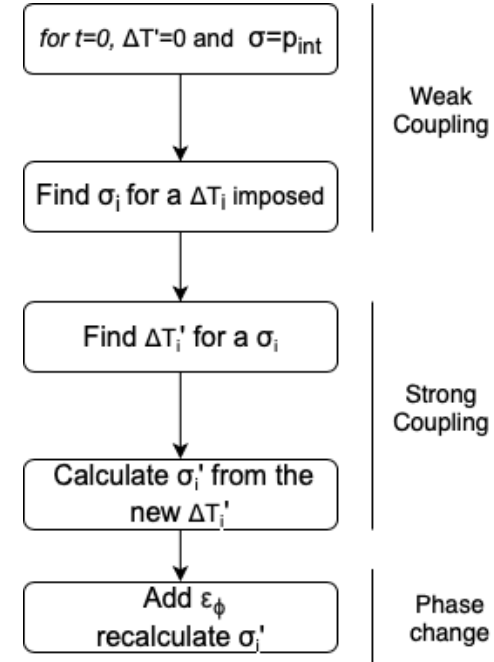 for t=0, ΔT'=0 and σ=pint
Weak
Coupling
Find σi for a ΔTi imposed
Find ΔTi' for a σi
Strong
Coupling
Calculate σi' from the
new ΔTi'
Add εϕ
recalculate σi'
Phase
change